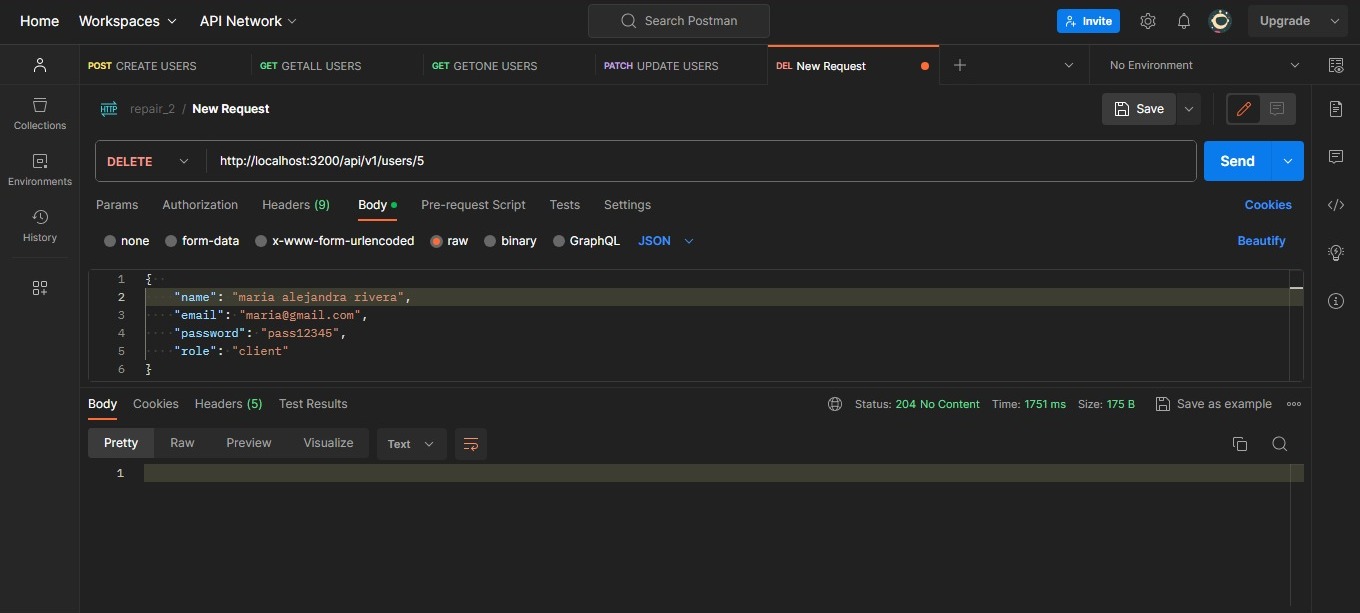 Home Workspaces API Network Search Postman Invite Upgrade
POST CREATE USERS GET GETALL USERS GET GETONE USERS PATCH UPDATE USERS DEL New Request No Environment
HTTP repair_2 / New Request Save
Collections
DELETE http://localhost:3200/api/v1/users/5 Send
Environments
Params Authorization Headers (9) Body Pre-request Script Tests Settings Cookies
History
none form-data x-www-form-urlencoded raw binary GraphQL JSON Beautify
1 {
2 "name": "maria alejandra rivera",
3 "email": "maria@gmail.com",
4 "password": "pass12345",
5 "role": "client"
6 }
Body Cookies Headers (5) Test Results Status: 204 No Content Time: 1751 ms Size: 175 B Save as example
Pretty Raw Preview Visualize Text
1